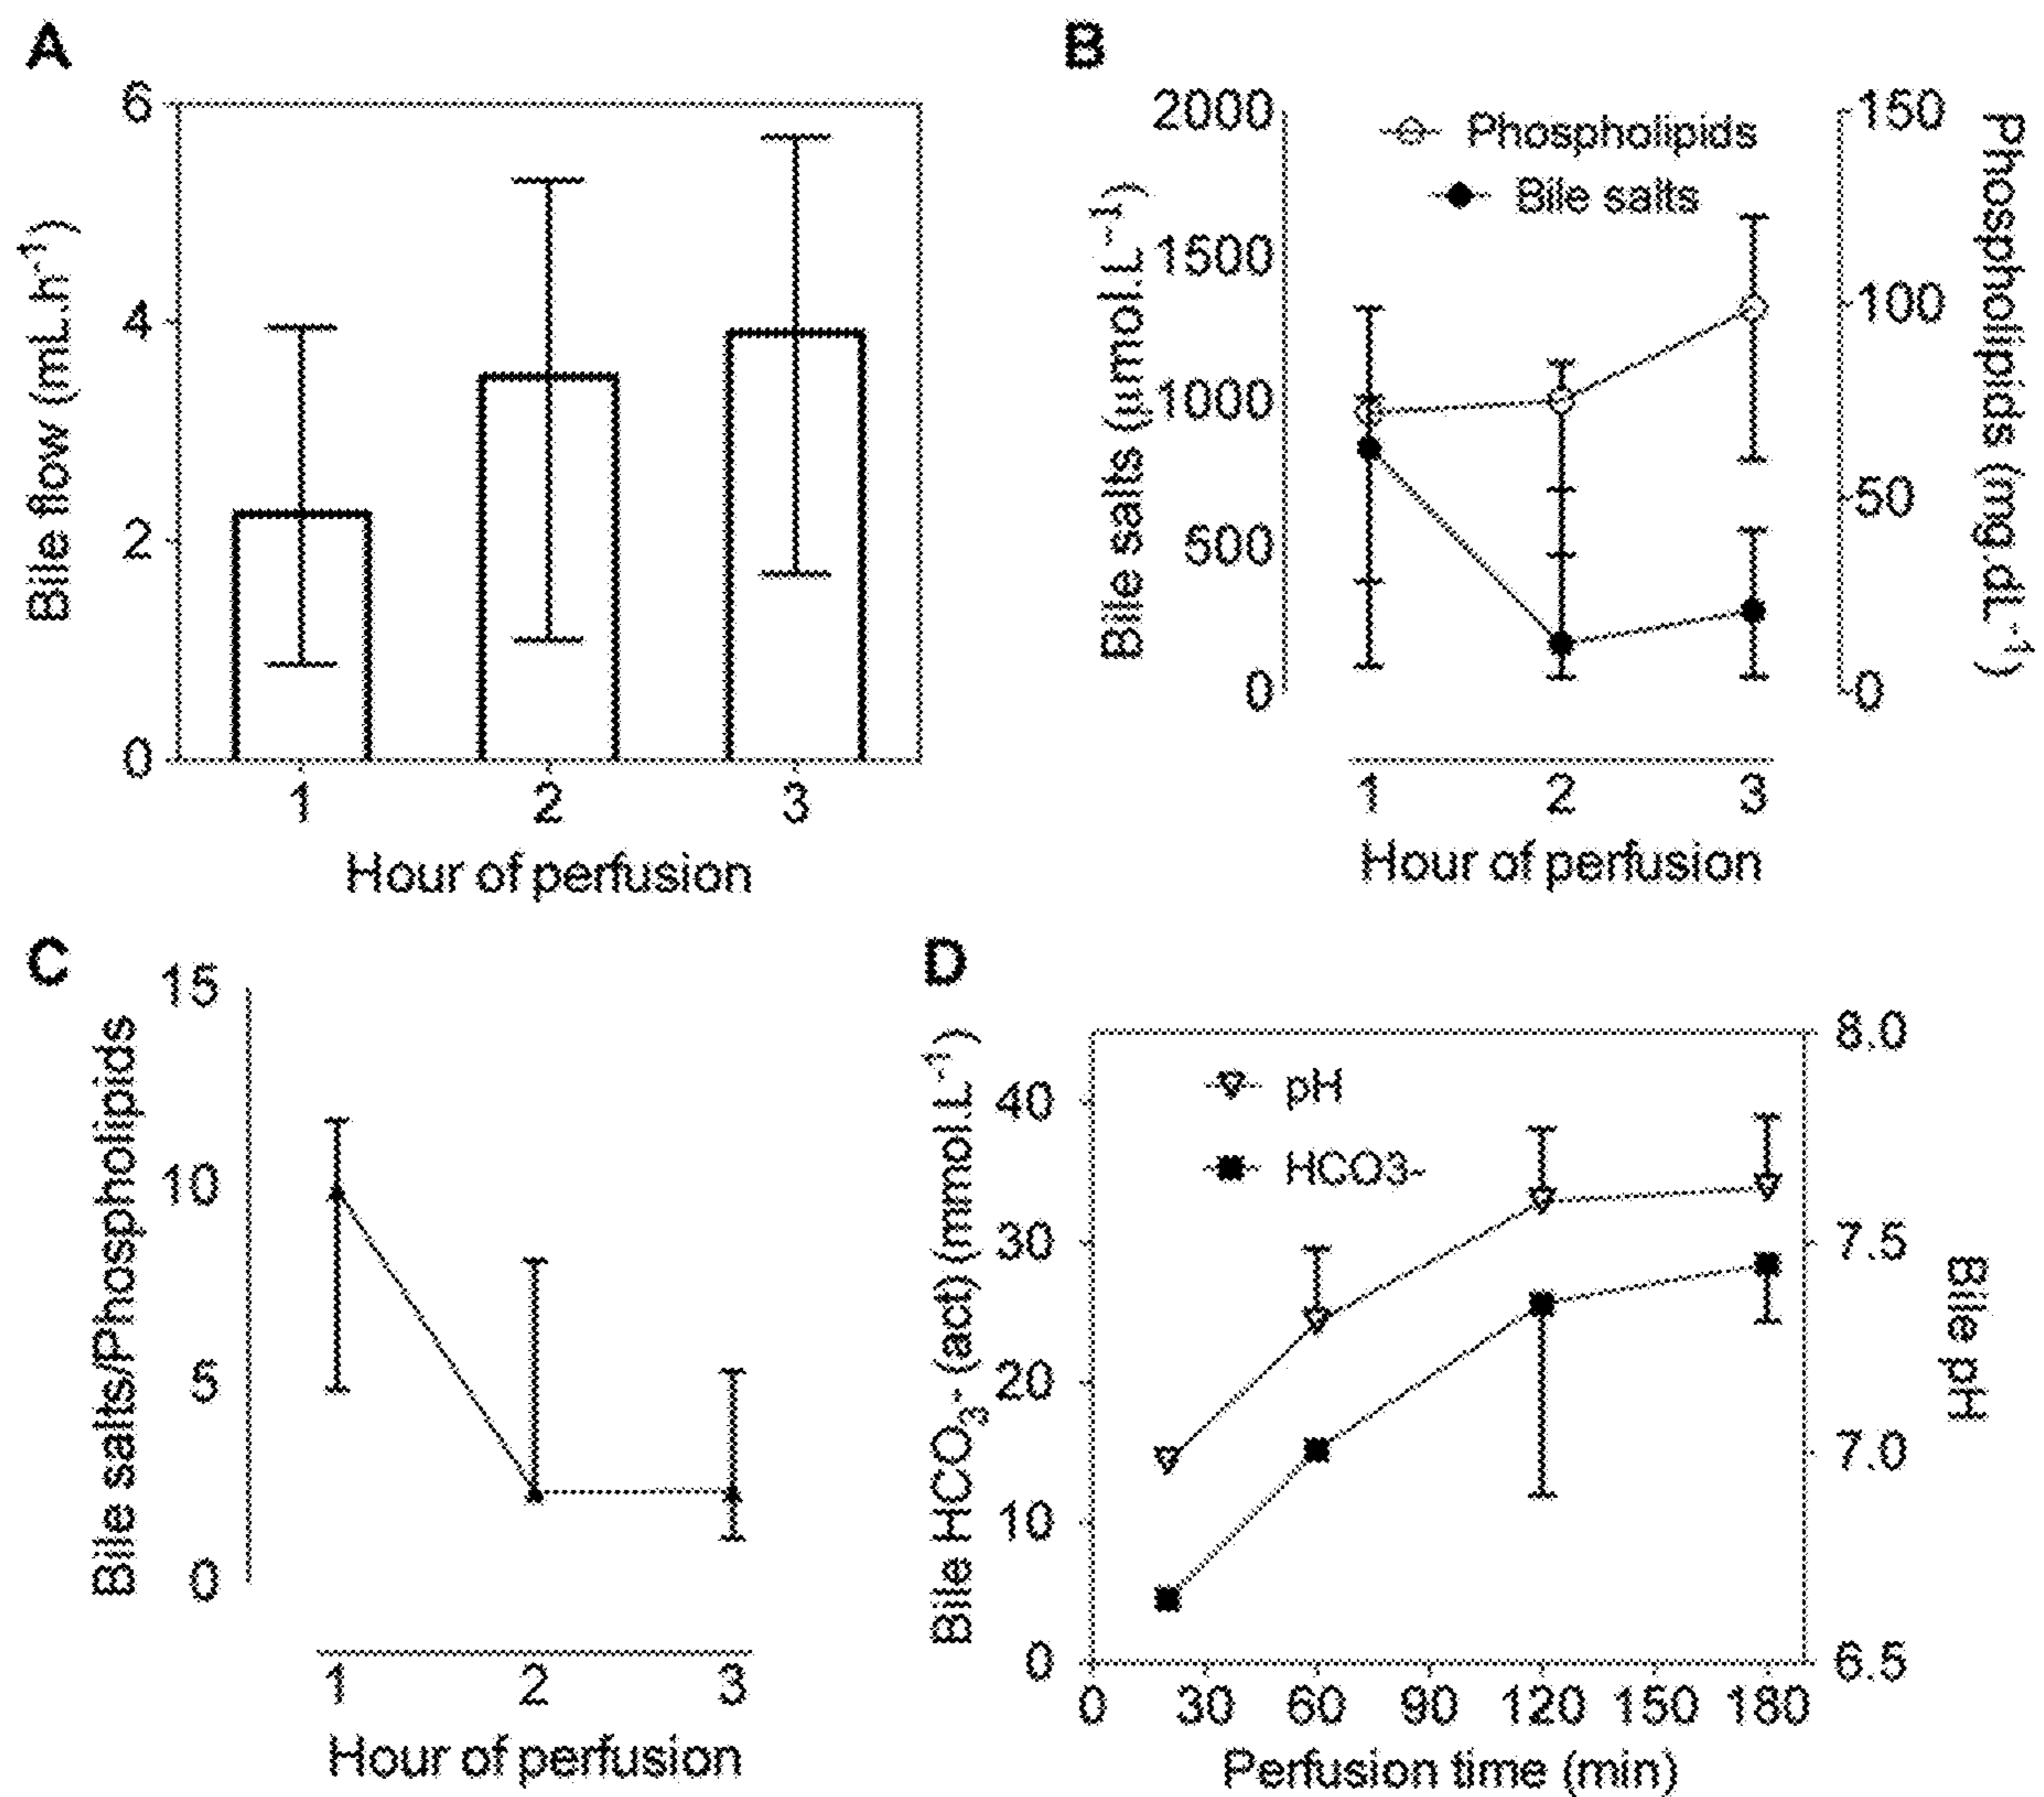 A
Bile flow (mL.h⁻¹)
6
4
2
0
1 2 3
Hour of perfusion
B
Bile salts (µmol.L⁻¹)
2000
1500
1000
500
0
Phospholipids
Bile salts
150
100
50
0
Phospholipids (mg.dL⁻¹)
1 2 3
Hour of perfusion
C
Bile salts/Phospholipids
15
10
5
0
1 2 3
Hour of perfusion
D
Bile HCO₃- (act) (mmol.L⁻¹)
40
30
20
10
0
pH
HCO3-
8.0
7.5
7.0
6.5
Bile pH
0 30 60 90 120 150 180
Perfusion time (min)